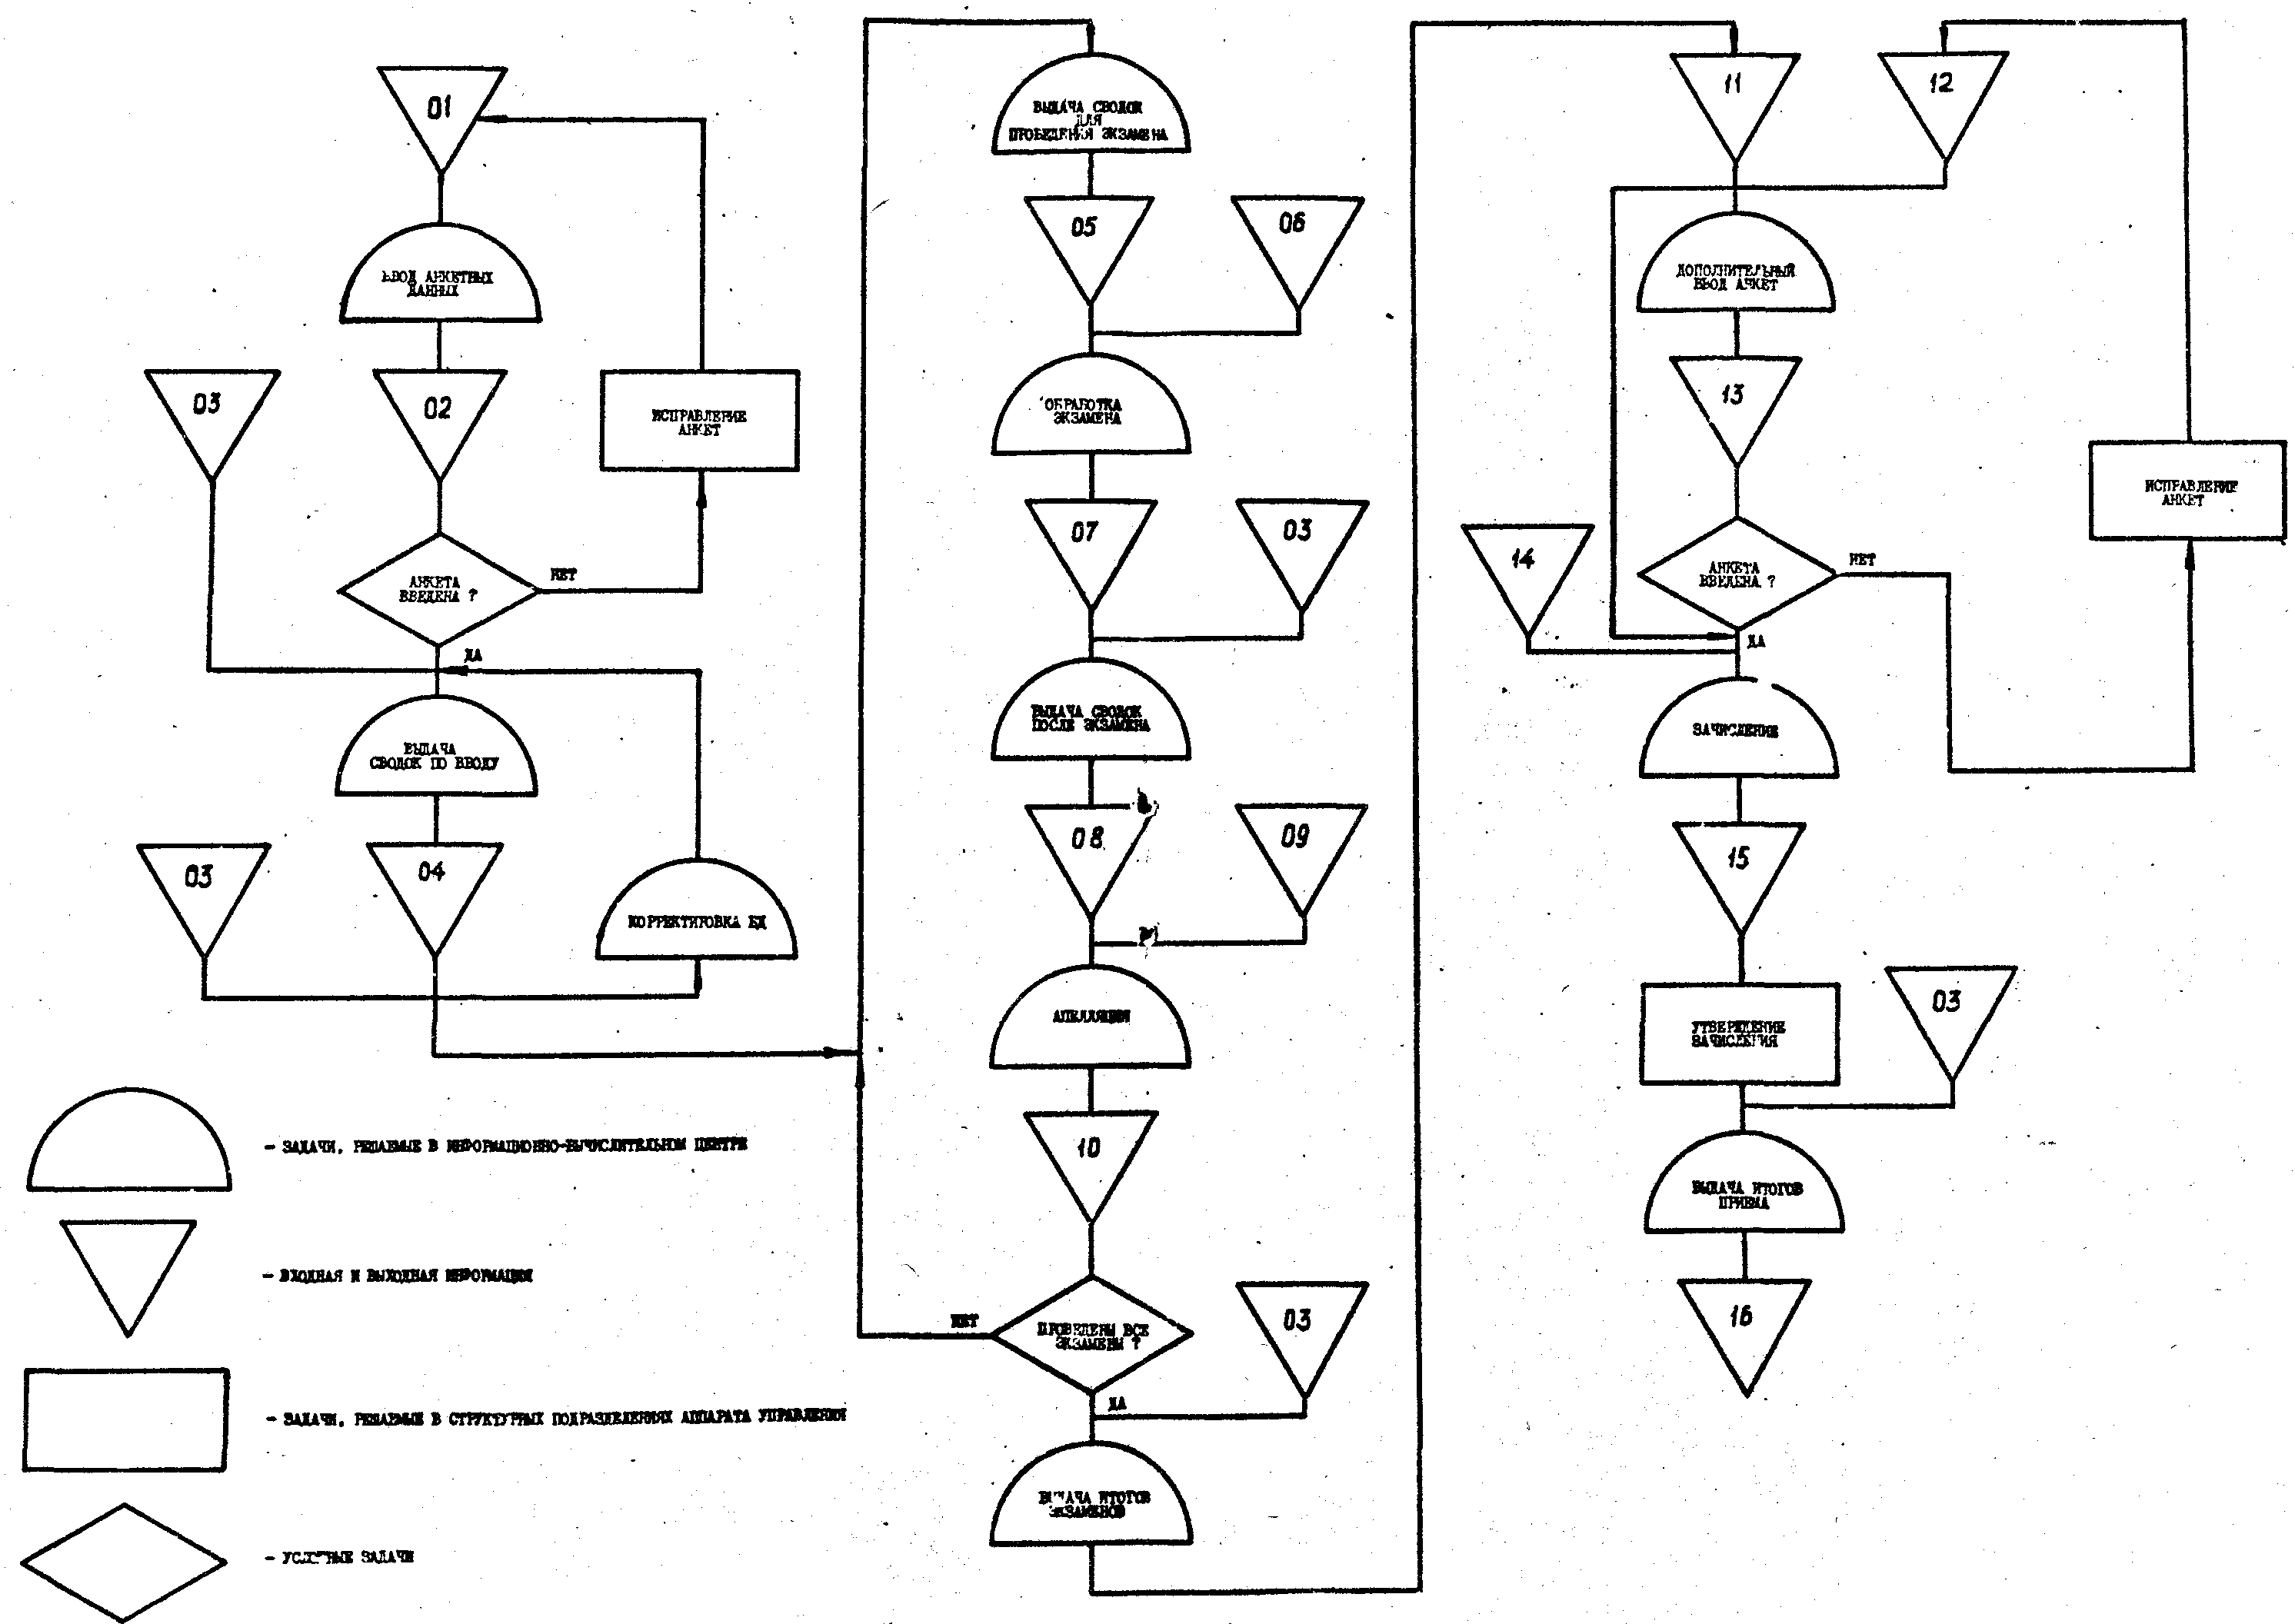 01
ВВОД АНКЕТНЫХ
ДАННЫХ
03
02
ИСПРАВЛЕНИЕ
АНКЕТ
АНКЕТА
ВВЕДЕНА ?
НЕТ
ДА
ВЫДАЧА
СВОДОК ПО ВВОДУ
03
04
КОРРЕКТИРОВКА БД
ВЫДАЧА СВОДОК
ДЛЯ
ПРОВЕДЕНИЯ ЭКЗАМЕНА
05
06
ОБРАБОТКА
ЭКЗАМЕНА
07
03
ВЫДАЧА СВОДОК
ПОСЛЕ ЭКЗАМЕНА
08
09
АПЕЛЛЯЦИЯ
10
НЕТ
ПРОВЕДЕНЫ ВСЕ
ЭКЗАМЕНЫ ?
03
ДА
ВЫДАЧА ИТОГОВ
ЭКЗАМЕНОВ
11
12
ДОПОЛНИТЕЛЬНЫЙ
ВВОД АНКЕТ
13
ИСПРАВЛЕНИЕ
АНКЕТ
14
АНКЕТА
ВВЕДЕНА ?
НЕТ
ДА
ЗАЧИСЛЕНИЕ
15
УТВЕРЖДЕНИЕ
ЗАЧИСЛЕНИЯ
03
ВЫДАЧА ИТОГОВ
ПРИЕМА
16
- ЗАДАЧИ, РЕШАЕМЫЕ В ИНФОРМАЦИОННО-ВЫЧИСЛИТЕЛЬНОМ ЦЕНТРЕ
- ВХОДНАЯ И ВЫХОДНАЯ ИНФОРМАЦИЯ
- ЗАДАЧИ, РЕШАЕМЫЕ В СТРУКТУРНЫХ ПОДРАЗДЕЛЕНИЯХ АППАРАТА УПРАВЛЕНИЯ
- УСЛОВНЫЕ ЗАДАЧИ